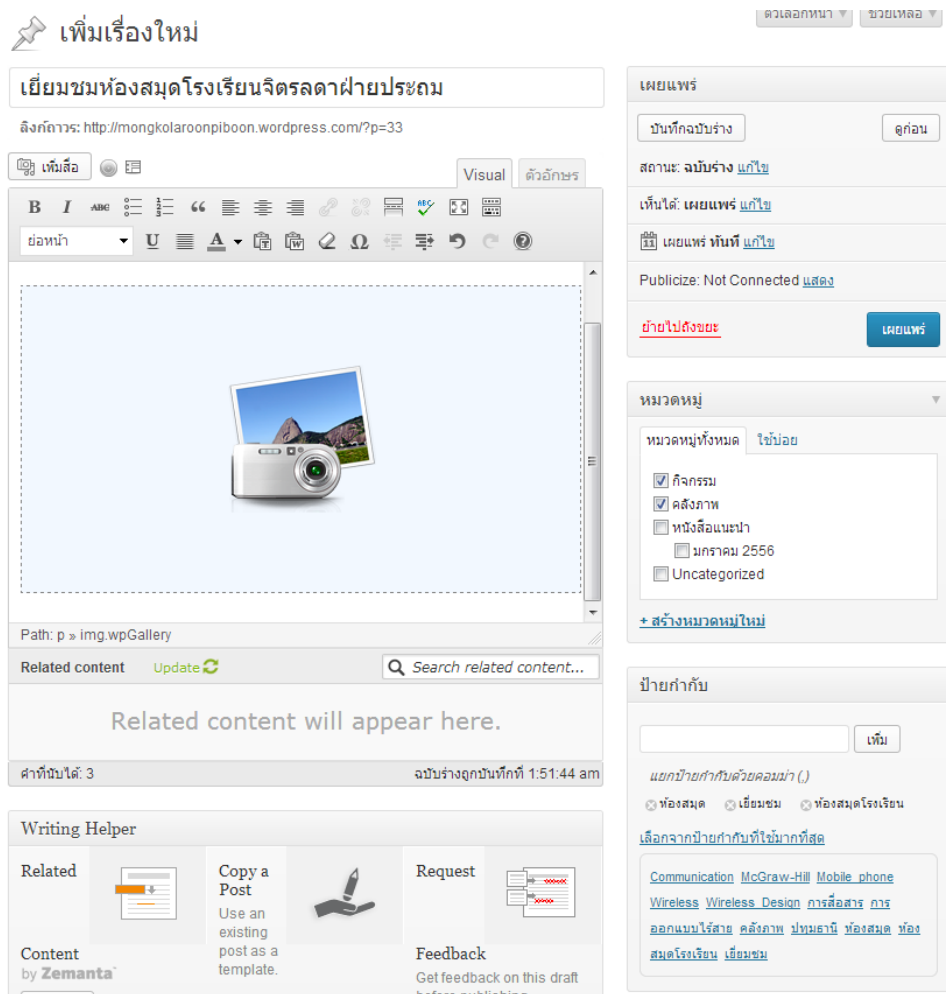 ตัวเลือกหน้า ช่วยเหลือ
เพิ่มเรื่องใหม่
เยี่ยมชมห้องสมุดโรงเรียนจิตรลดาฝ่ายประถม
ลิงก์ถาวร: http://mongkolaroonpiboon.wordpress.com/?p=33
เพิ่มสื่อ
Visual ตัวอักษร
B I ABC ABC
ย่อหน้า U A T W Ω
Path: p » img.wpGallery
Related content Update Search related content...
Related content will appear here.
คำที่นับได้: 3 ฉบับร่างถูกบันทึกที่ 1:51:44 am
Writing Helper
Related
Content
by Zemanta
Copy a
Post
Use an
existing
post as a
template.
Request
Feedback
Get feedback on this draft
before publishing.
เผยแพร่
บันทึกฉบับร่าง ดูก่อน
สถานะ: ฉบับร่าง แก้ไข
เห็นได้: เผยแพร่ แก้ไข
11 เผยแพร่ ทันที แก้ไข
Publicize: Not Connected แสดง
ย้ายไปถังขยะ เผยแพร่
หมวดหมู่
หมวดหมู่ทั้งหมด ใช้บ่อย
กิจกรรม
คลังภาพ
หนังสือแนะนำ
มกราคม 2556
Uncategorized
+ สร้างหมวดหมู่ใหม่
ป้ายกำกับ
เพิ่ม
แยกป้ายกำกับด้วยคอมม่า (,)
ห้องสมุด เยี่ยมชม ห้องสมุดโรงเรียน
เลือกจากป้ายกำกับที่ใช้มากที่สุด
Communication McGraw-Hill Mobile phone
Wireless Wireless Design การสื่อสาร การ
ออกแบบไร้สาย คลังภาพ ปทุมธานี ห้องสมุด ห้อง
สมุดโรงเรียน เยี่ยมชม